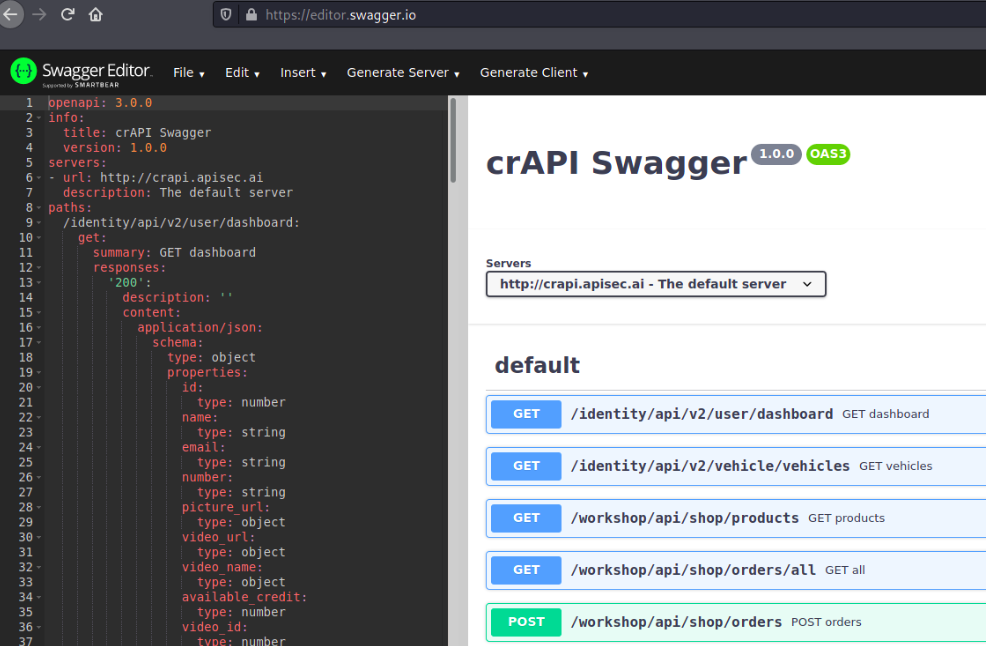 https://editor.swagger.io
{...} Swagger Editor.
Supported by SMARTBEAR
File ▾ Edit ▾ Insert ▾ Generate Server ▾ Generate Client ▾
1 openapi: 3.0.0
2 info:
3 title: crAPI Swagger
4 version: 1.0.0
5 servers:
6 - url: http://crapi.apisec.ai
7 description: The default server
8 paths:
9 /identity/api/v2/user/dashboard:
10 get:
11 summary: GET dashboard
12 responses:
13 '200':
14 description: ''
15 content:
16 application/json:
17 schema:
18 type: object
19 properties:
20 id:
21 type: number
22 name:
23 type: string
24 email:
25 type: string
26 number:
27 type: string
28 picture_url:
29 type: object
30 video_url:
31 type: object
32 video_name:
33 type: object
34 available_credit:
35 type: number
36 video_id:
37 type: number
crAPI Swagger 1.0.0 OAS3
Servers
http://crapi.apisec.ai - The default server
default
GET /identity/api/v2/user/dashboard GET dashboard
GET /identity/api/v2/vehicle/vehicles GET vehicles
GET /workshop/api/shop/products GET products
GET /workshop/api/shop/orders/all GET all
POST /workshop/api/shop/orders POST orders